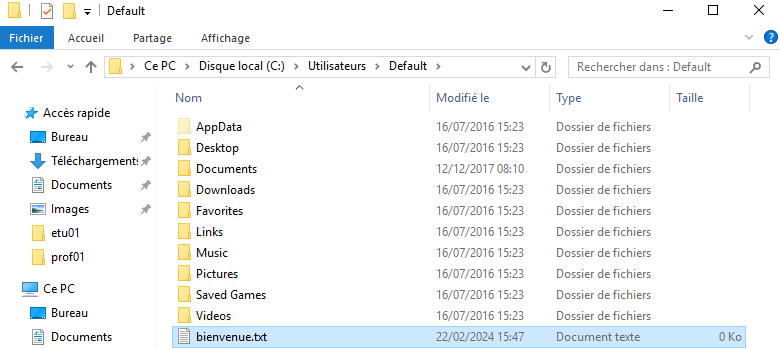 Default
Fichier Accueil Partage Affichage
Ce PC Disque local (C:) Utilisateurs Default
Rechercher dans : Default
Nom Modifié le Type Taille
Accès rapide
Bureau
Téléchargements
Documents
Images
etu01
prof01
Ce PC
Bureau
Documents
AppData 16/07/2016 15:23 Dossier de fichiers
Desktop 16/07/2016 15:23 Dossier de fichiers
Documents 12/12/2017 08:10 Dossier de fichiers
Downloads 16/07/2016 15:23 Dossier de fichiers
Favorites 16/07/2016 15:23 Dossier de fichiers
Links 16/07/2016 15:23 Dossier de fichiers
Music 16/07/2016 15:23 Dossier de fichiers
Pictures 16/07/2016 15:23 Dossier de fichiers
Saved Games 16/07/2016 15:23 Dossier de fichiers
Videos 16/07/2016 15:23 Dossier de fichiers
bienvenue.txt 22/02/2024 15:47 Document texte 0 Ko